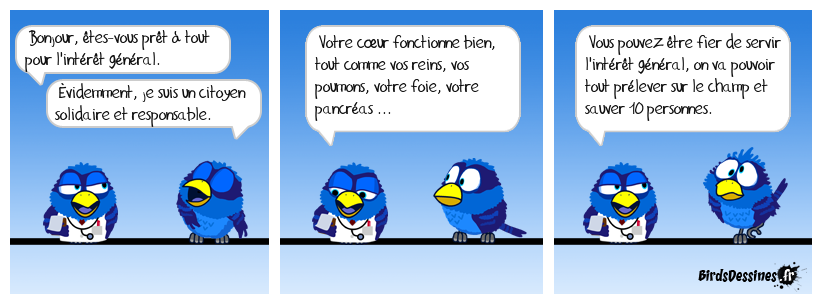 Bonjour, êtes-vous prêt à tout
pour l'intérêt général.
Èvidemment, je suis un citoyen
solidaire et responsable.
Votre cœur fonctionne bien,
tout comme vos reins, vos
poumons, votre foie, votre
pancréas ...
Vous pouvez être fier de servir
l'intérêt général, on va pouvoir
tout prélever sur le champ et
sauver 10 personnes.
BirdsDessines.fr